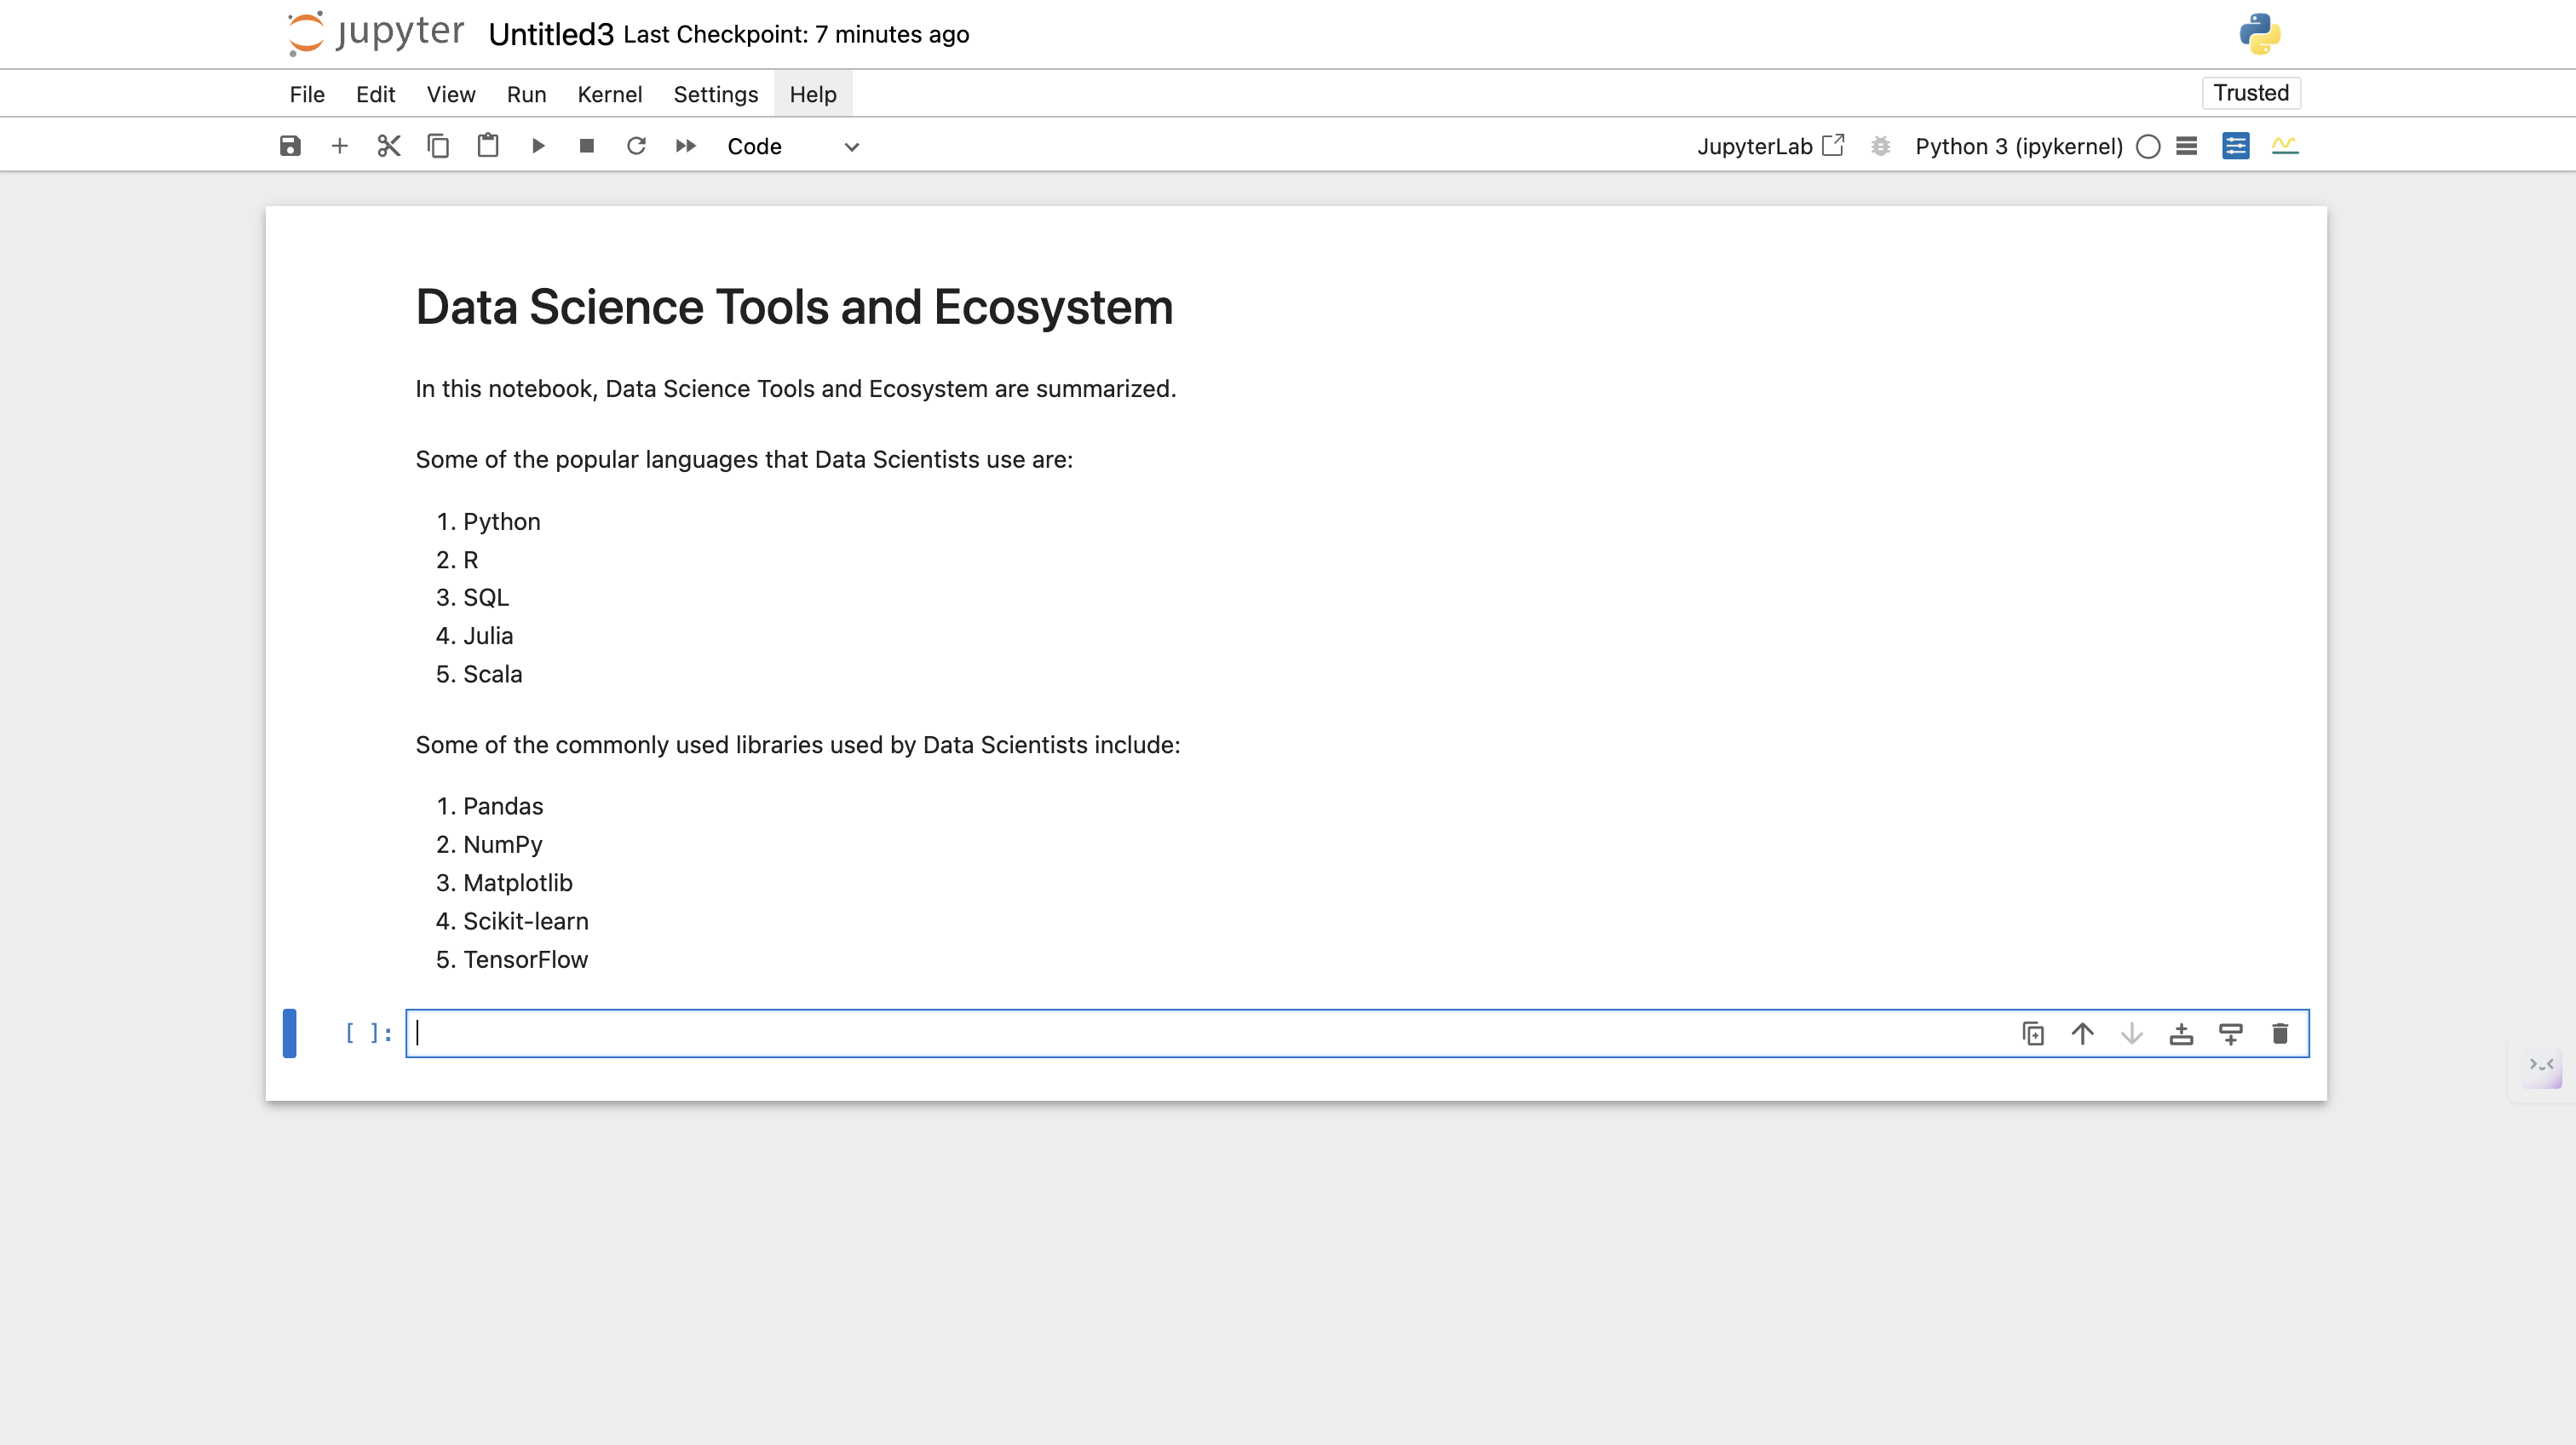 jupyter Untitled3 Last Checkpoint: 7 minutes ago
File Edit View Run Kernel Settings Help Trusted
Code JupyterLab Python 3 (ipykernel)
Data Science Tools and Ecosystem
In this notebook, Data Science Tools and Ecosystem are summarized.
Some of the popular languages that Data Scientists use are:
1. Python
2. R
3. SQL
4. Julia
5. Scala
Some of the commonly used libraries used by Data Scientists include:
1. Pandas
2. NumPy
3. Matplotlib
4. Scikit-learn
5. TensorFlow
[ ]: